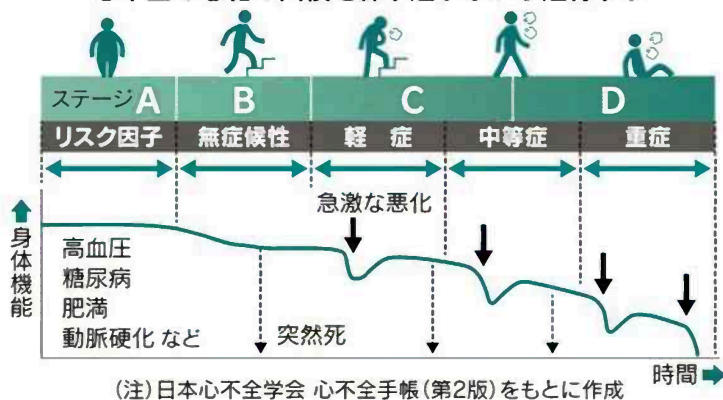 ステージA B C D
リスク因子 無症候性 軽 症 中等症 重症
急激な悪化
身体機能
高血圧
糖尿病
肥満
動脈硬化 など
突然死
時間
(注)日本心不全学会 心不全手帳(第2版)をもとに作成